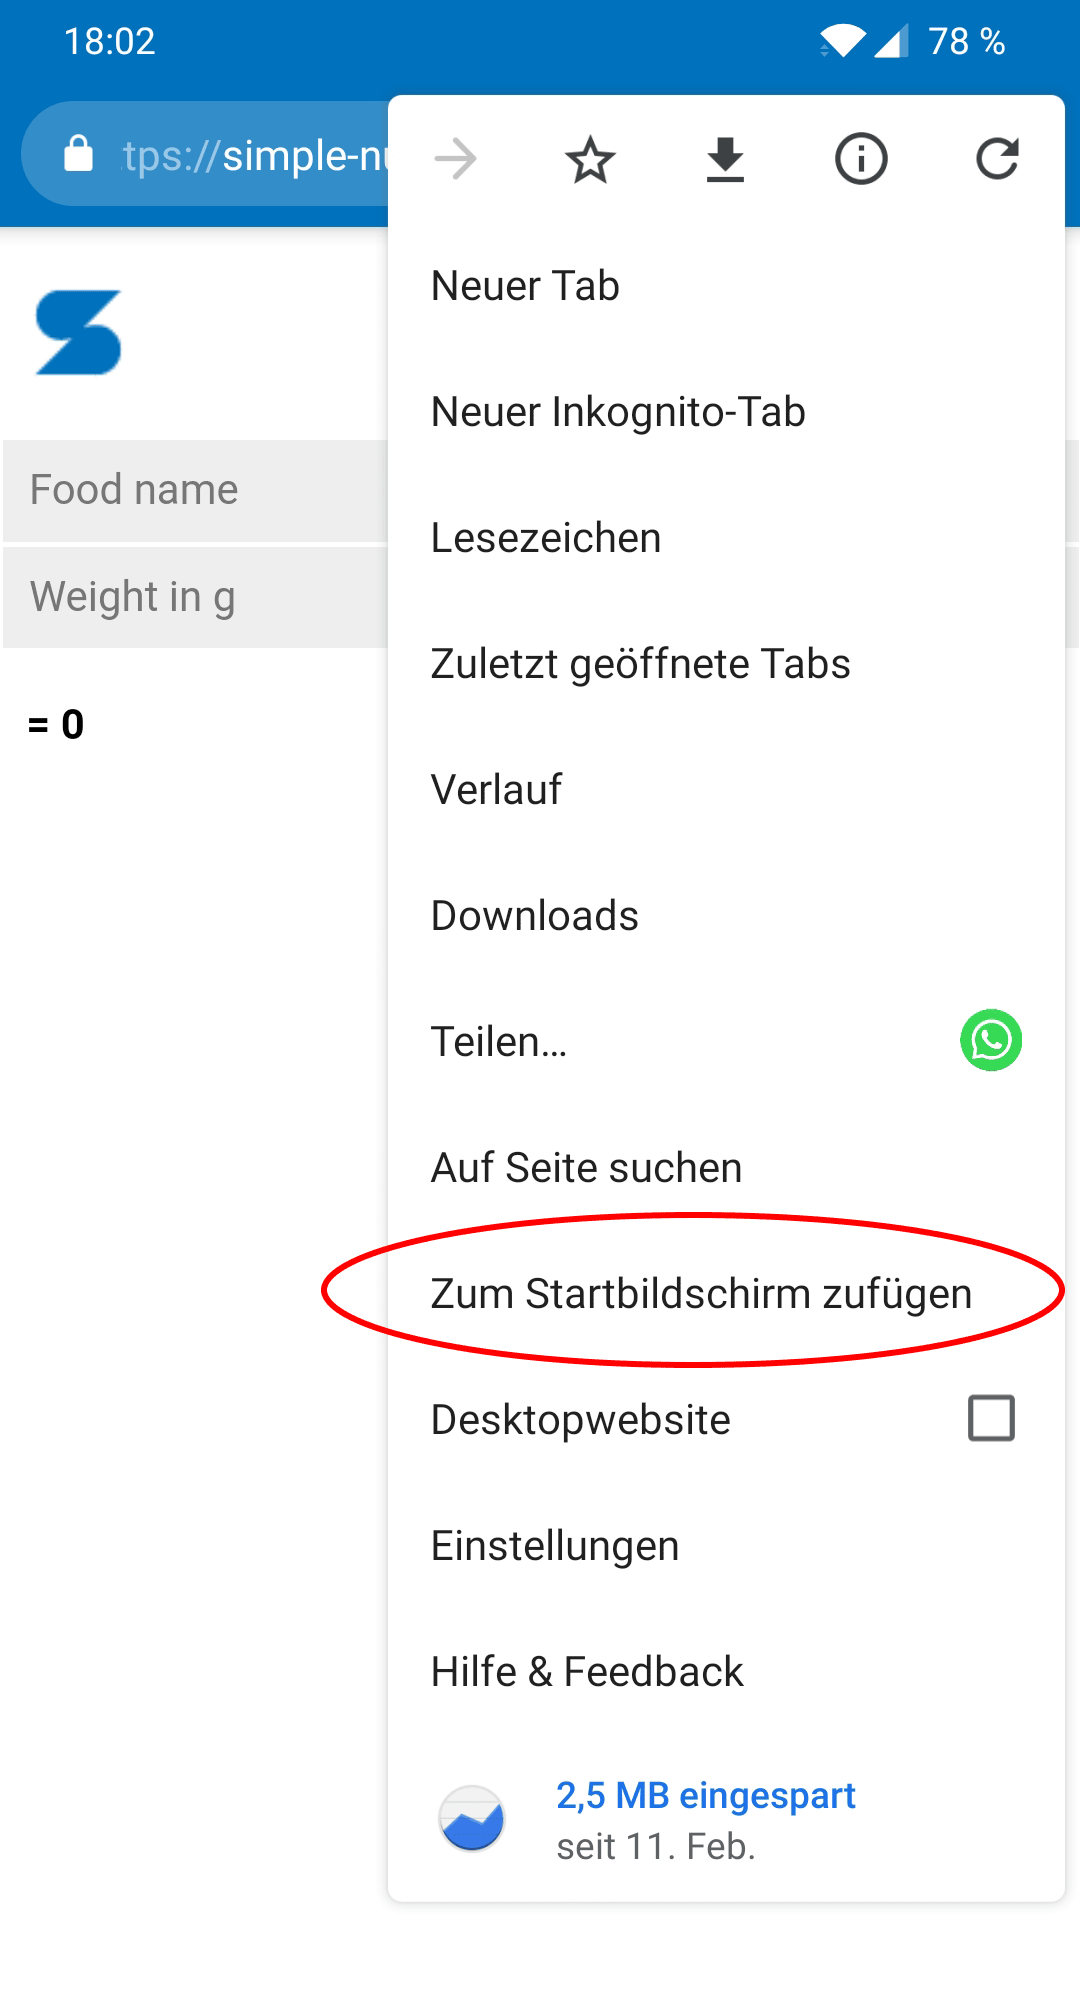 18:02
78 %
tps://simple-nu
Neuer Tab
Neuer Inkognito-Tab
Food name
Lesezeichen
Weight in g
Zuletzt geöffnete Tabs
= 0
Verlauf
Downloads
Teilen...
Auf Seite suchen
Zum Startbildschirm zufügen
Desktopwebsite
Einstellungen
Hilfe & Feedback
2,5 MB eingespart
seit 11. Feb.